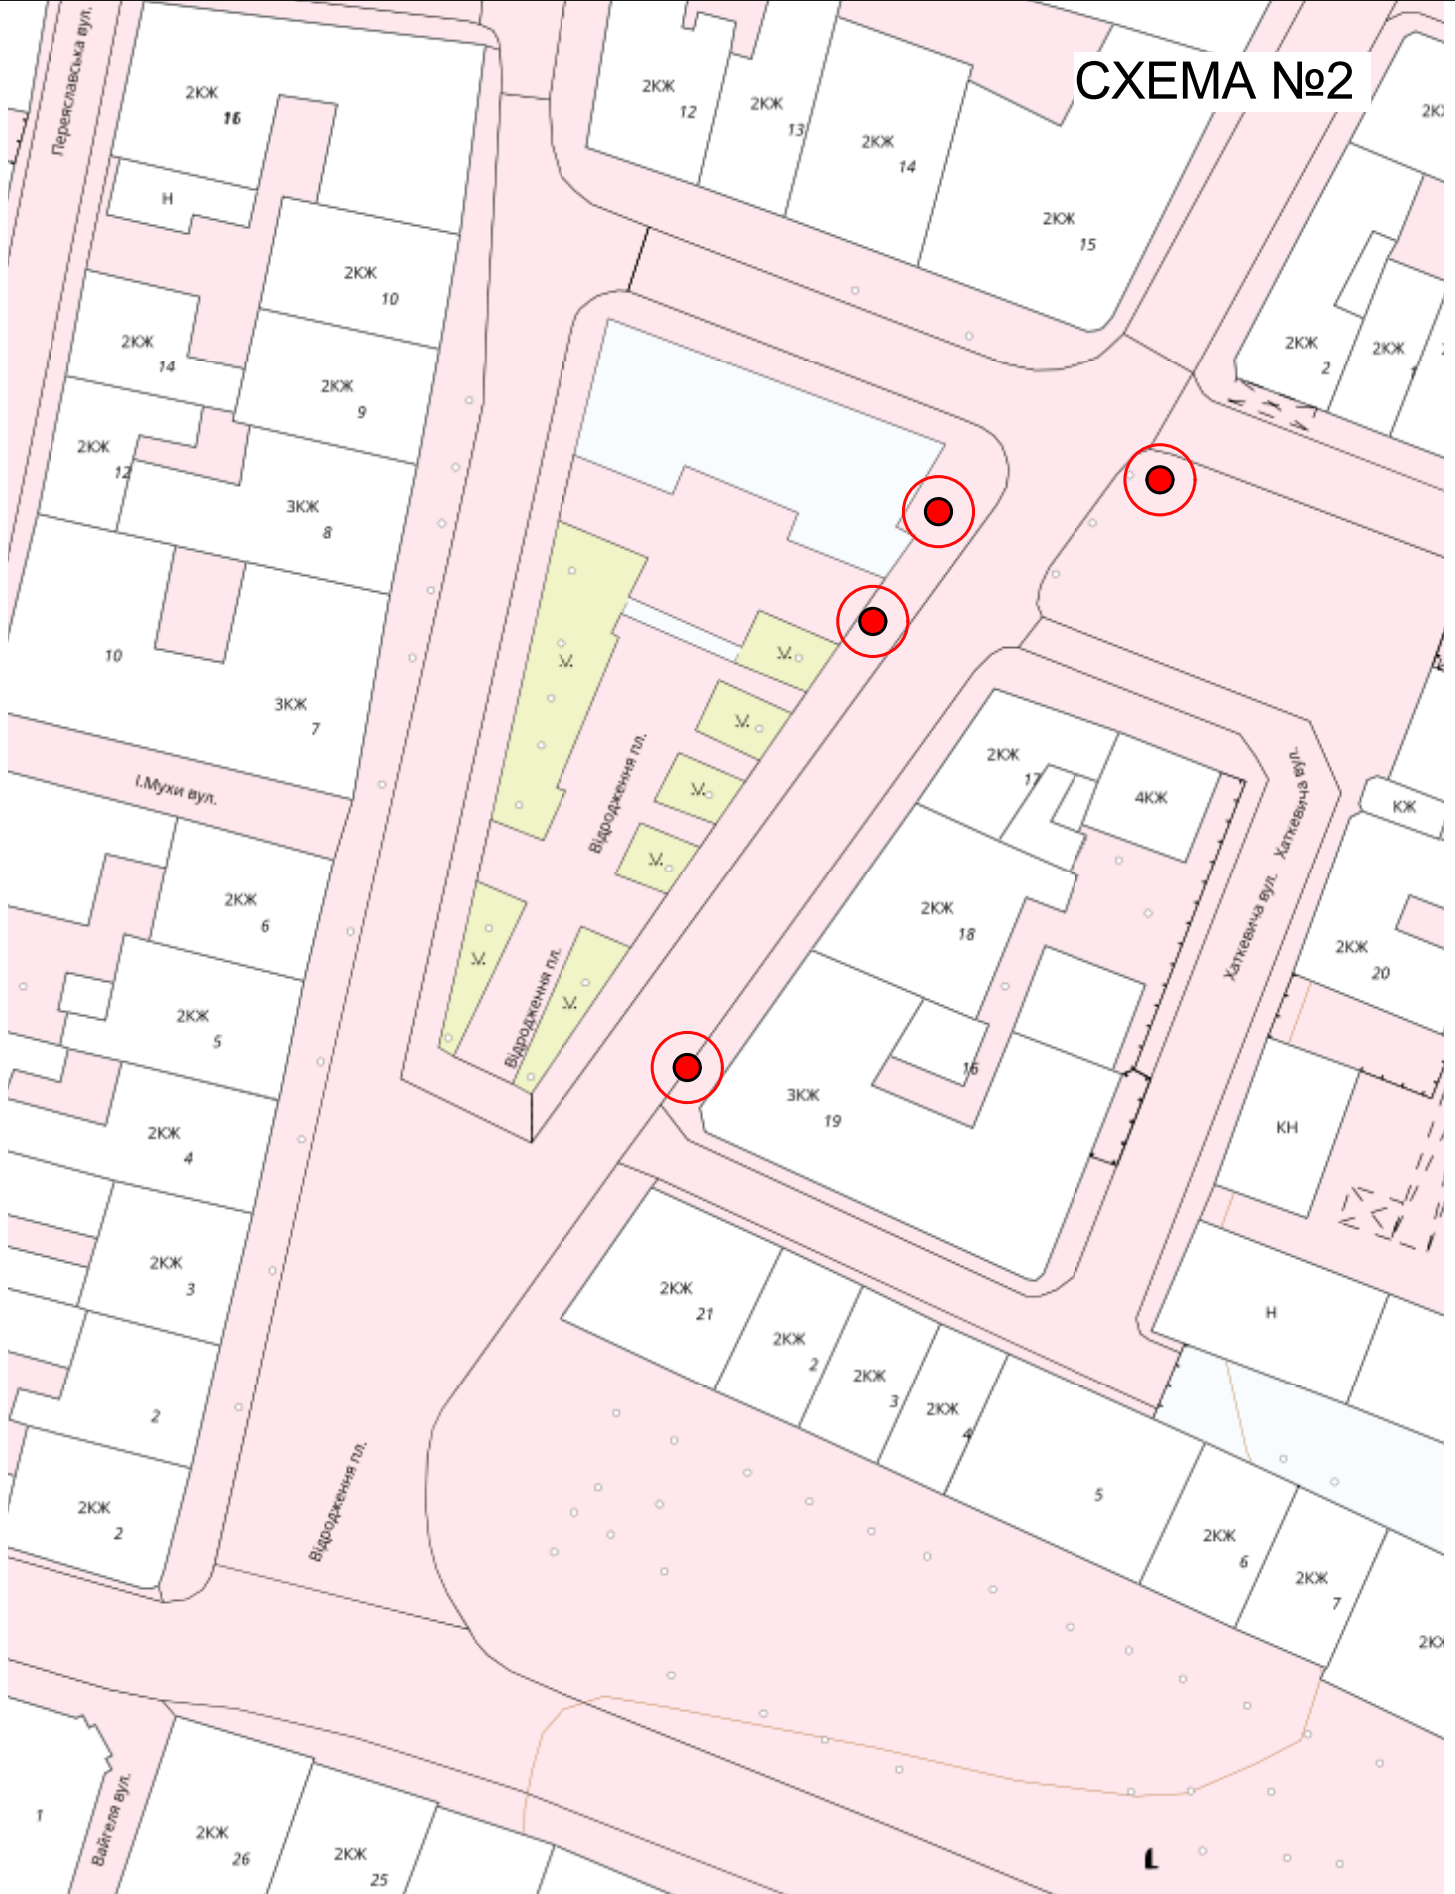 СХЕМА №2
Переяславська вул.
2КЖ
16
Н
2КЖ
12
2КЖ
13
2КЖ
14
2КЖ
15
2КЖ
10
2КЖ
14
2КЖ
9
2КЖ
12
3КЖ
8
2КЖ
2
2КЖ
1
10
3КЖ
7
І.Мухи вул.
Відродження пл.
2КЖ
17
4КЖ
Хаткевича вул.
КЖ
2КЖ
6
2КЖ
18
Хаткевича вул.
2КЖ
20
Відродження пл.
2КЖ
5
16
3КЖ
19
КН
2КЖ
4
2КЖ
3
2КЖ
21
Н
2КЖ
2
2КЖ
3
2КЖ
4
2
5
Відродження пл.
2КЖ
2
2КЖ
6
2КЖ
7
1
Вайгеля вул.
2КЖ
26
2КЖ
25